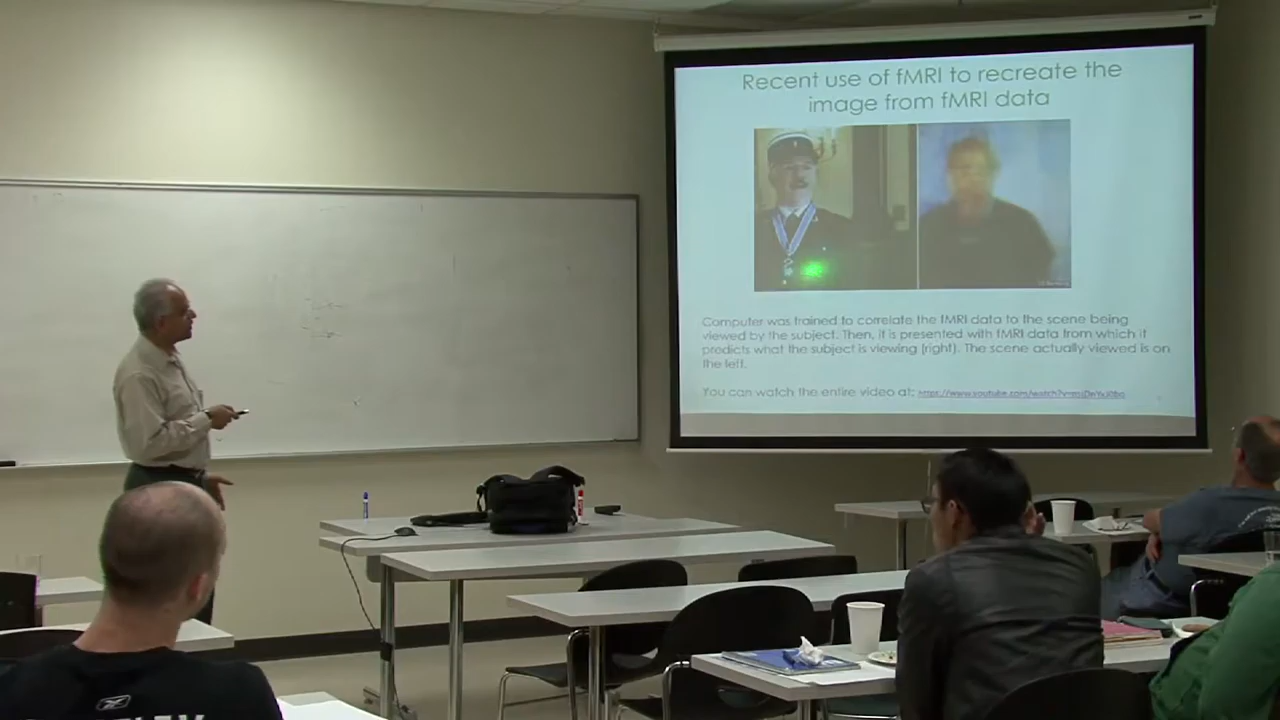 Recent use of fMRI to recreate the
image from fMRI data
Computer was trained to correlate the fMRI data to the scene being
viewed by the subject. Then, it is presented with fMRI data from which it
predicts what the subject is viewing (right). The scene actually viewed is on
the left.
You can watch the entire video at:
Reebok